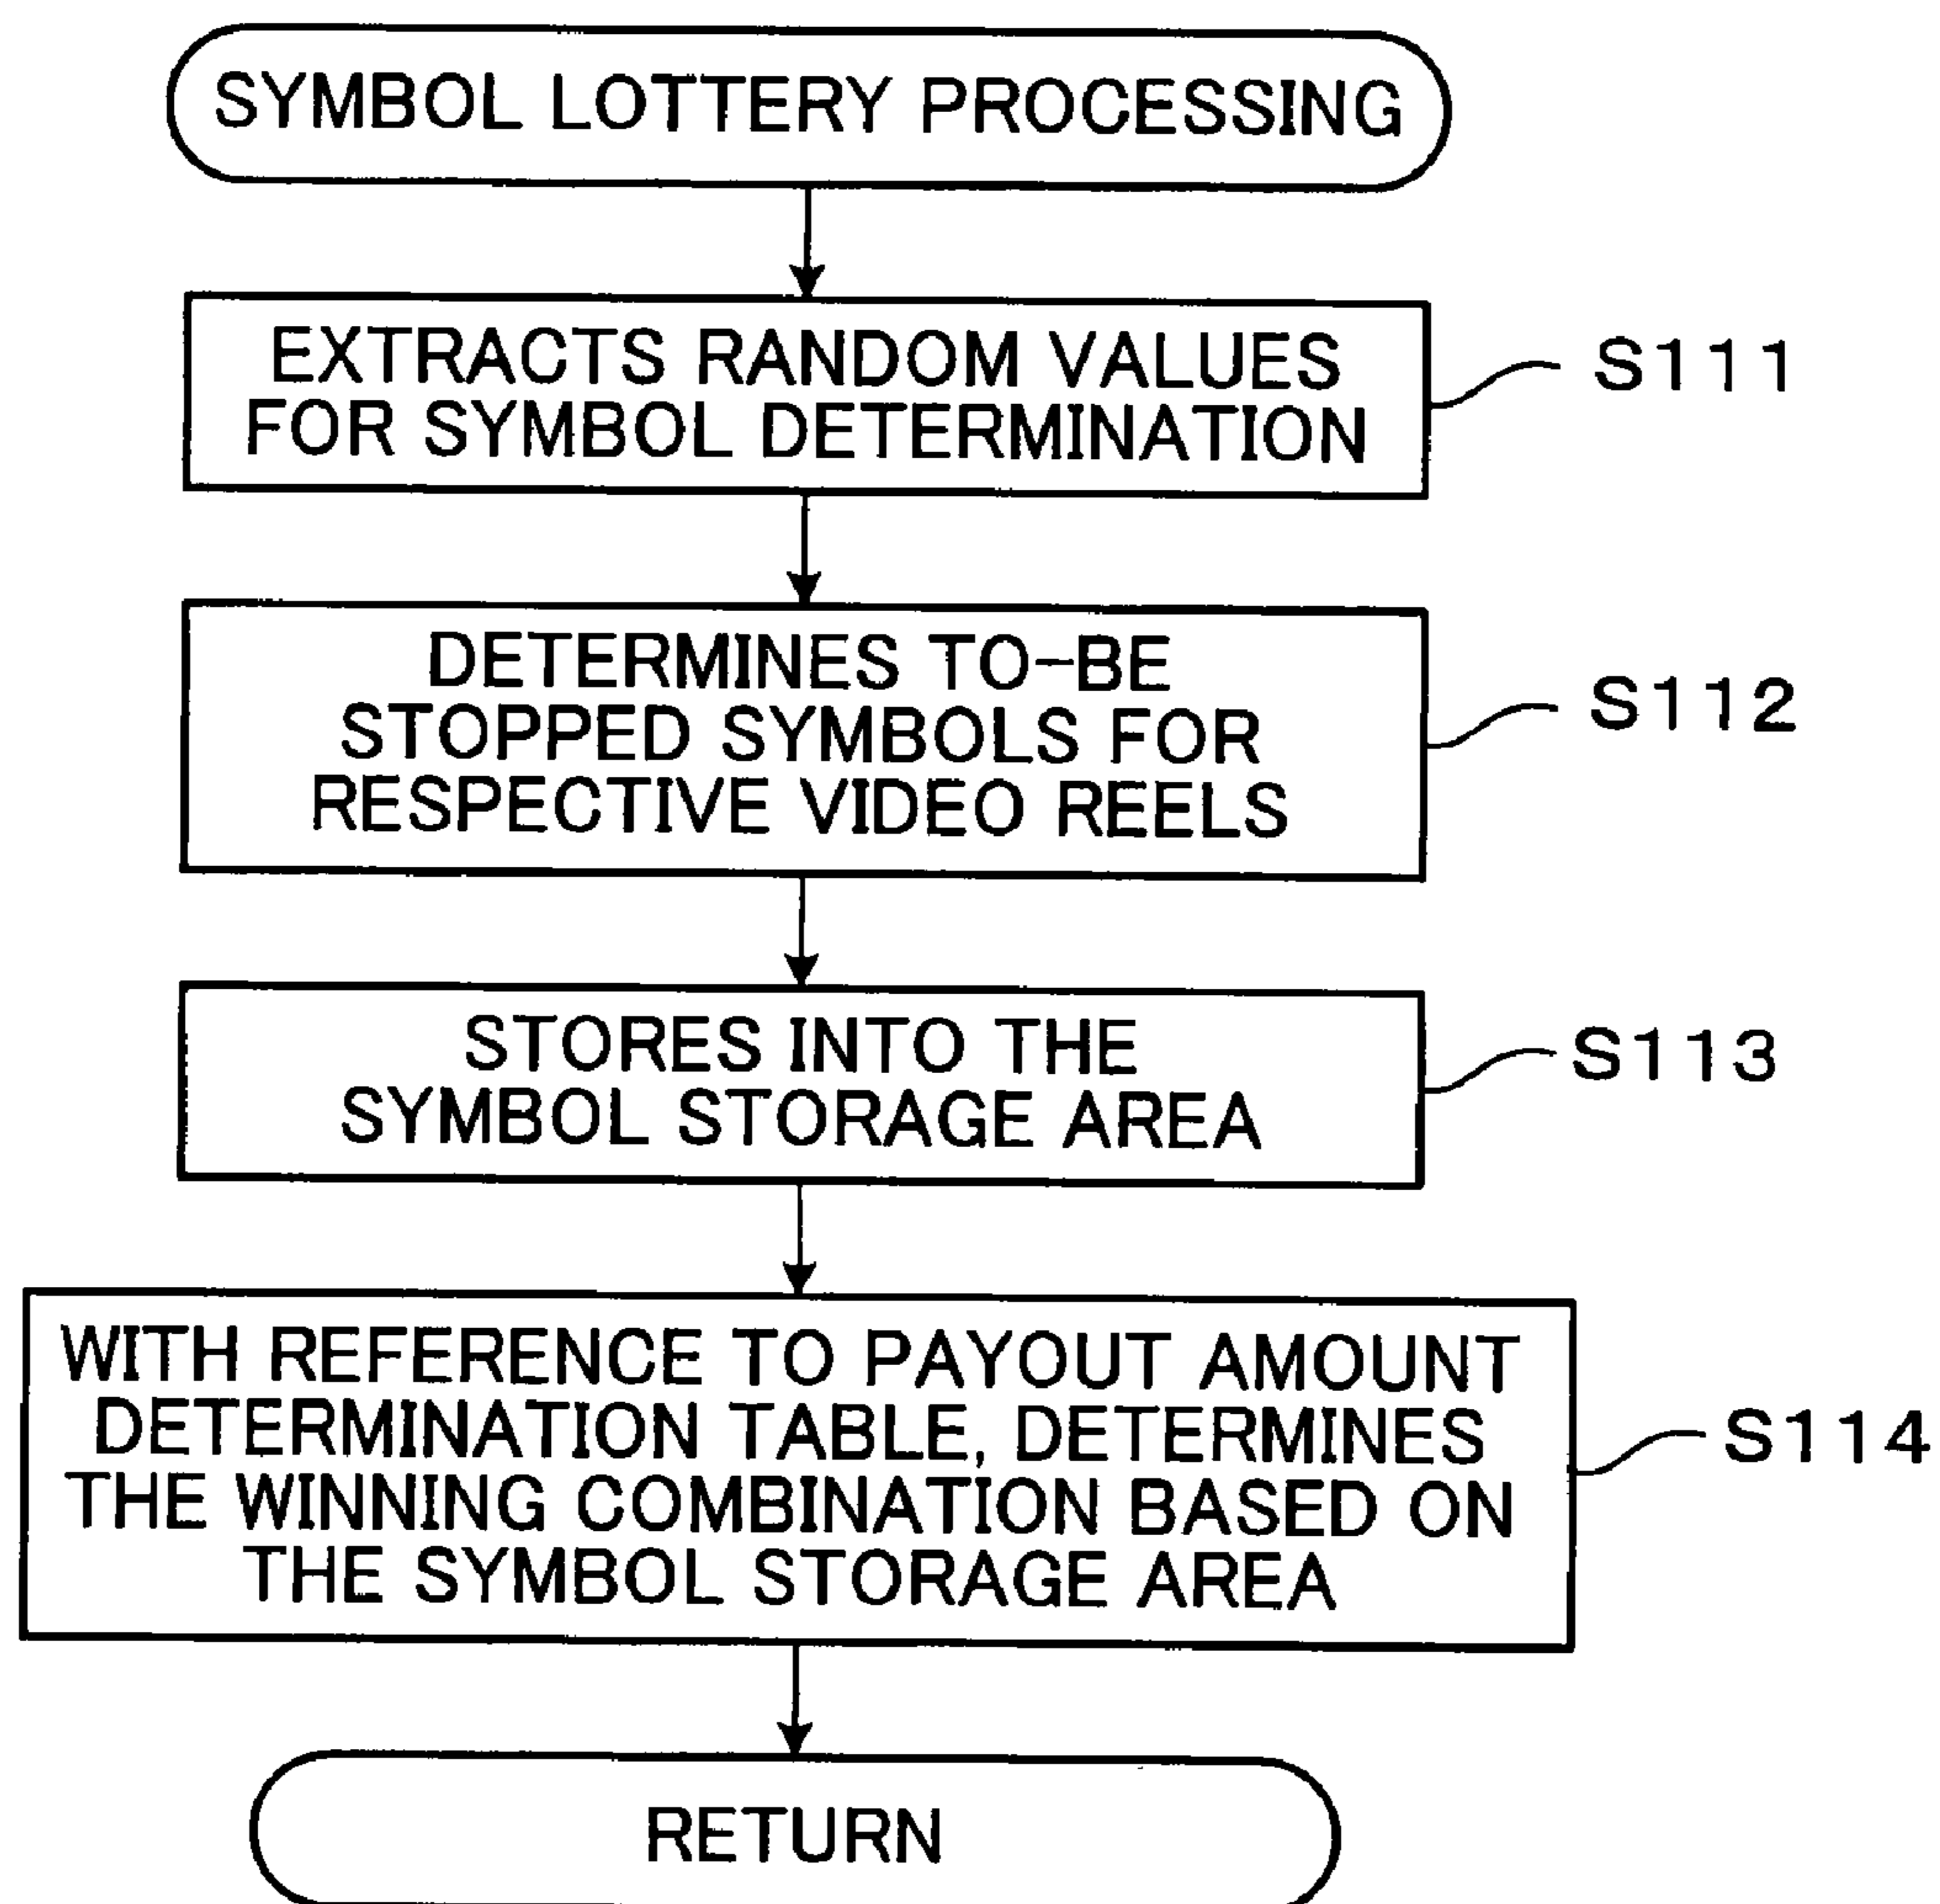 SYMBOL LOTTERY PROCESSING
EXTRACTS RANDOM VALUES
FOR SYMBOL DETERMINATION
S111
DETERMINES TO-BE
STOPPED SYMBOLS FOR
RESPECTIVE VIDEO REELS
S112
STORES INTO THE
SYMBOL STORAGE AREA
S113
WITH REFERENCE TO PAYOUT AMOUNT
DETERMINATION TABLE, DETERMINES
THE WINNING COMBINATION BASED ON
THE SYMBOL STORAGE AREA
S114
RETURN